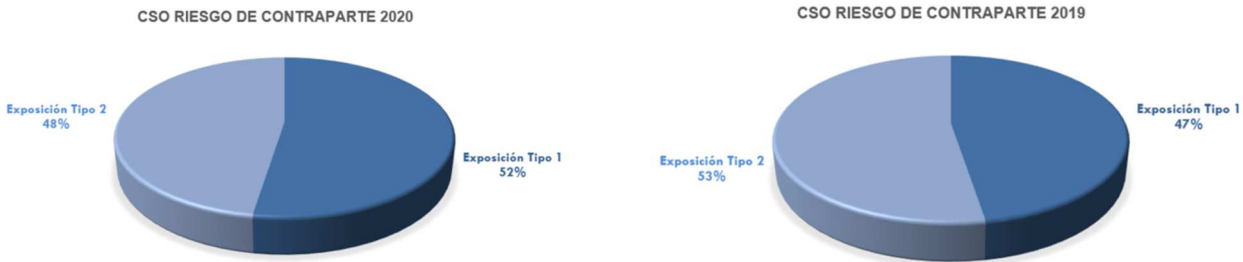 CSO RIESGO DE CONTRAPARTE 2020
Exposición Tipo 2
48%
Exposición Tipo 1
52%
CSO RIESGO DE CONTRAPARTE 2019
Exposición Tipo 1
47%
Exposición Tipo 2
53%